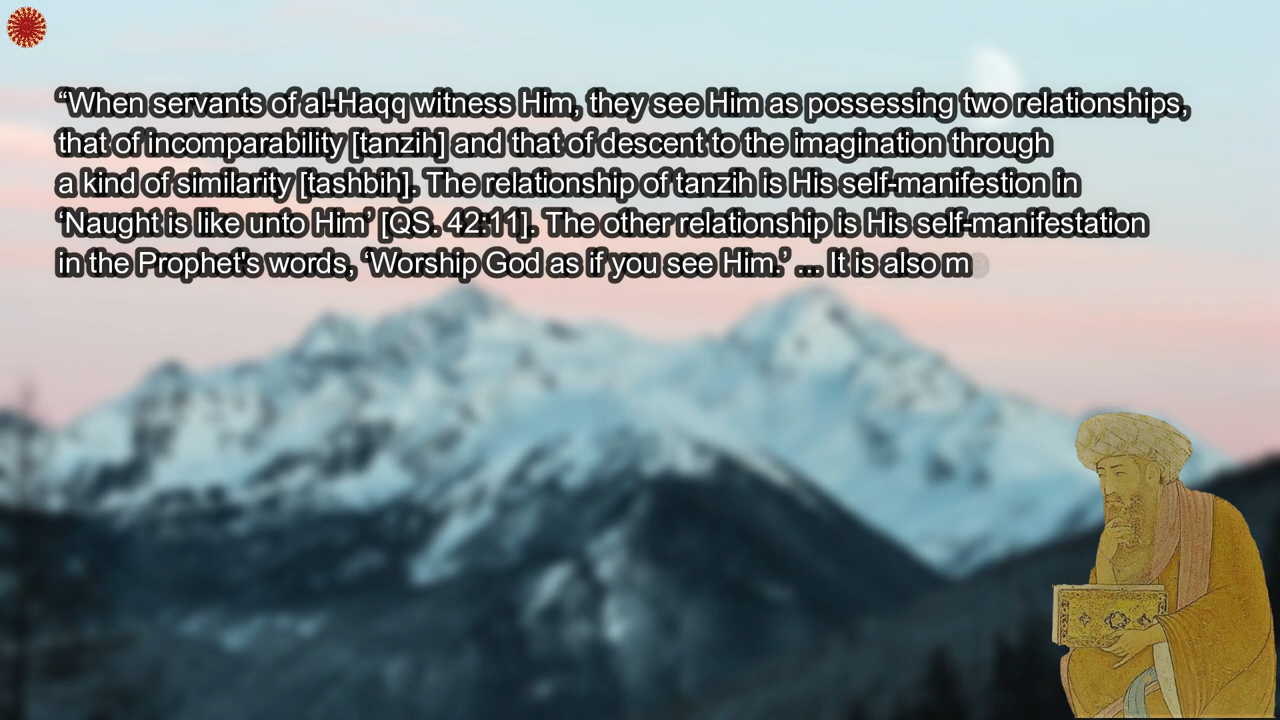 “When servants of al-Haqq witness Him, they see Him as possessing two relationships,
that of incomparability [tanzih] and that of descent to the imagination through
a kind of similarity [tashbih]. The relationship of tanzih is His self-manifestion in
‘Naught is like unto Him’ [QS. 42:11]. The other relationship is His self-manifestation
in the Prophet's words, ‘Worship God as if you see Him.’ ... It is also m